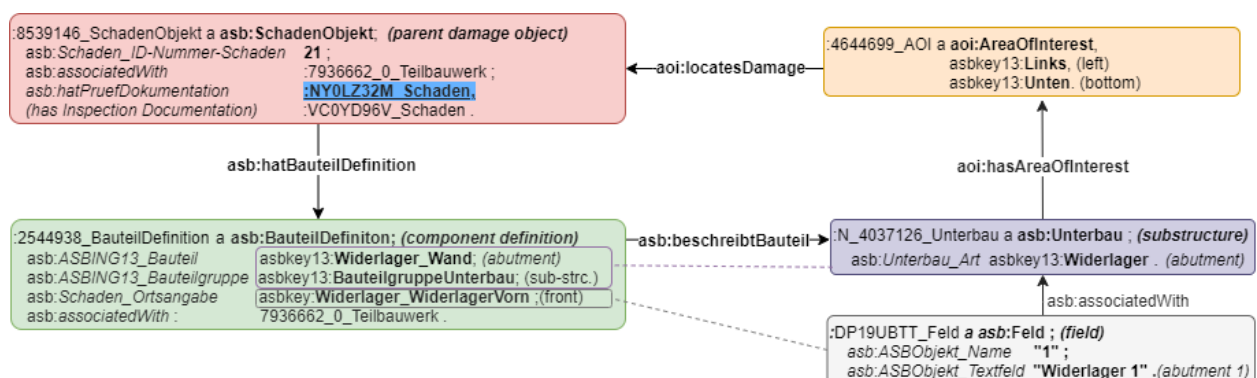 :8539146_SchadenObjekt a asb:SchadenObjekt; (parent damage object)
asb:Schaden_ID-Nummer-Schaden 21 ;
asb:associatedWith :7936662_0_Teilbauwerk ;
asb:hatPruefDokumentation :NY0LZ32M_Schaden,
(has Inspection Documentation) :VC0YD96V_Schaden .
aoi:locatesDamage
:4644699_AOI a aoi:AreaOfInterest,
asbkey13:Links, (left)
asbkey13:Unten. (bottom)
asb:hatBauteilDefinition
aoi:hasAreaOfInterest
:2544938_BauteilDefinition a asb:BauteilDefiniton; (component definition)
asb:ASBING13_Bauteil asbkey13:Widerlager_Wand; (abutment)
asb:ASBING13_Bauteilgruppe asbkey13:BauteilgruppeUnterbau; (sub-strc.)
asb:Schaden_Ortsangabe asbkey:Widerlager_WiderlagerVorn ;(front)
asb:associatedWith : 7936662_0_Teilbauwerk .
asb:beschreibtBauteil
:N_4037126_Unterbau a asb:Unterbau ; (substructure)
asb:Unterbau_Art asbkey13:Widerlager . (abutment)
asb:associatedWith
:DP19UBTT_Feld a asb:Feld ; (field)
asb:ASBObjekt_Name "1" ;
asb:ASBObjekt_Textfeld "Widerlager 1" .(abutment 1)